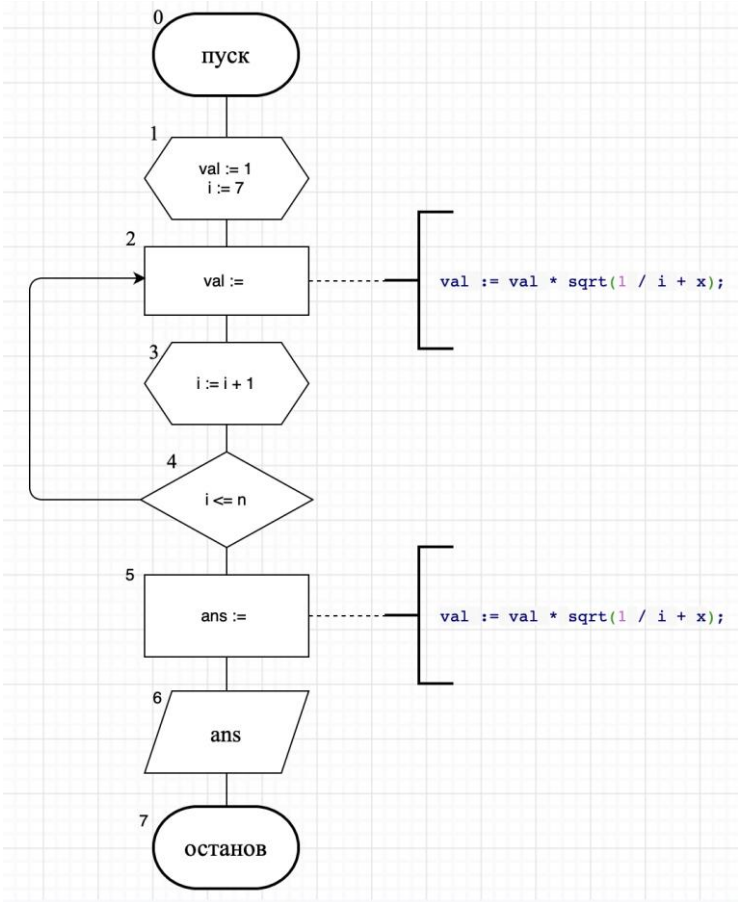 0
пуск
1
val := 1
i := 7
2
val :=
val := val * sqrt(1 / i + x);
3
i := i + 1
4
i <= n
5
ans :=
val := val * sqrt(1 / i + x);
6
ans
7
останов